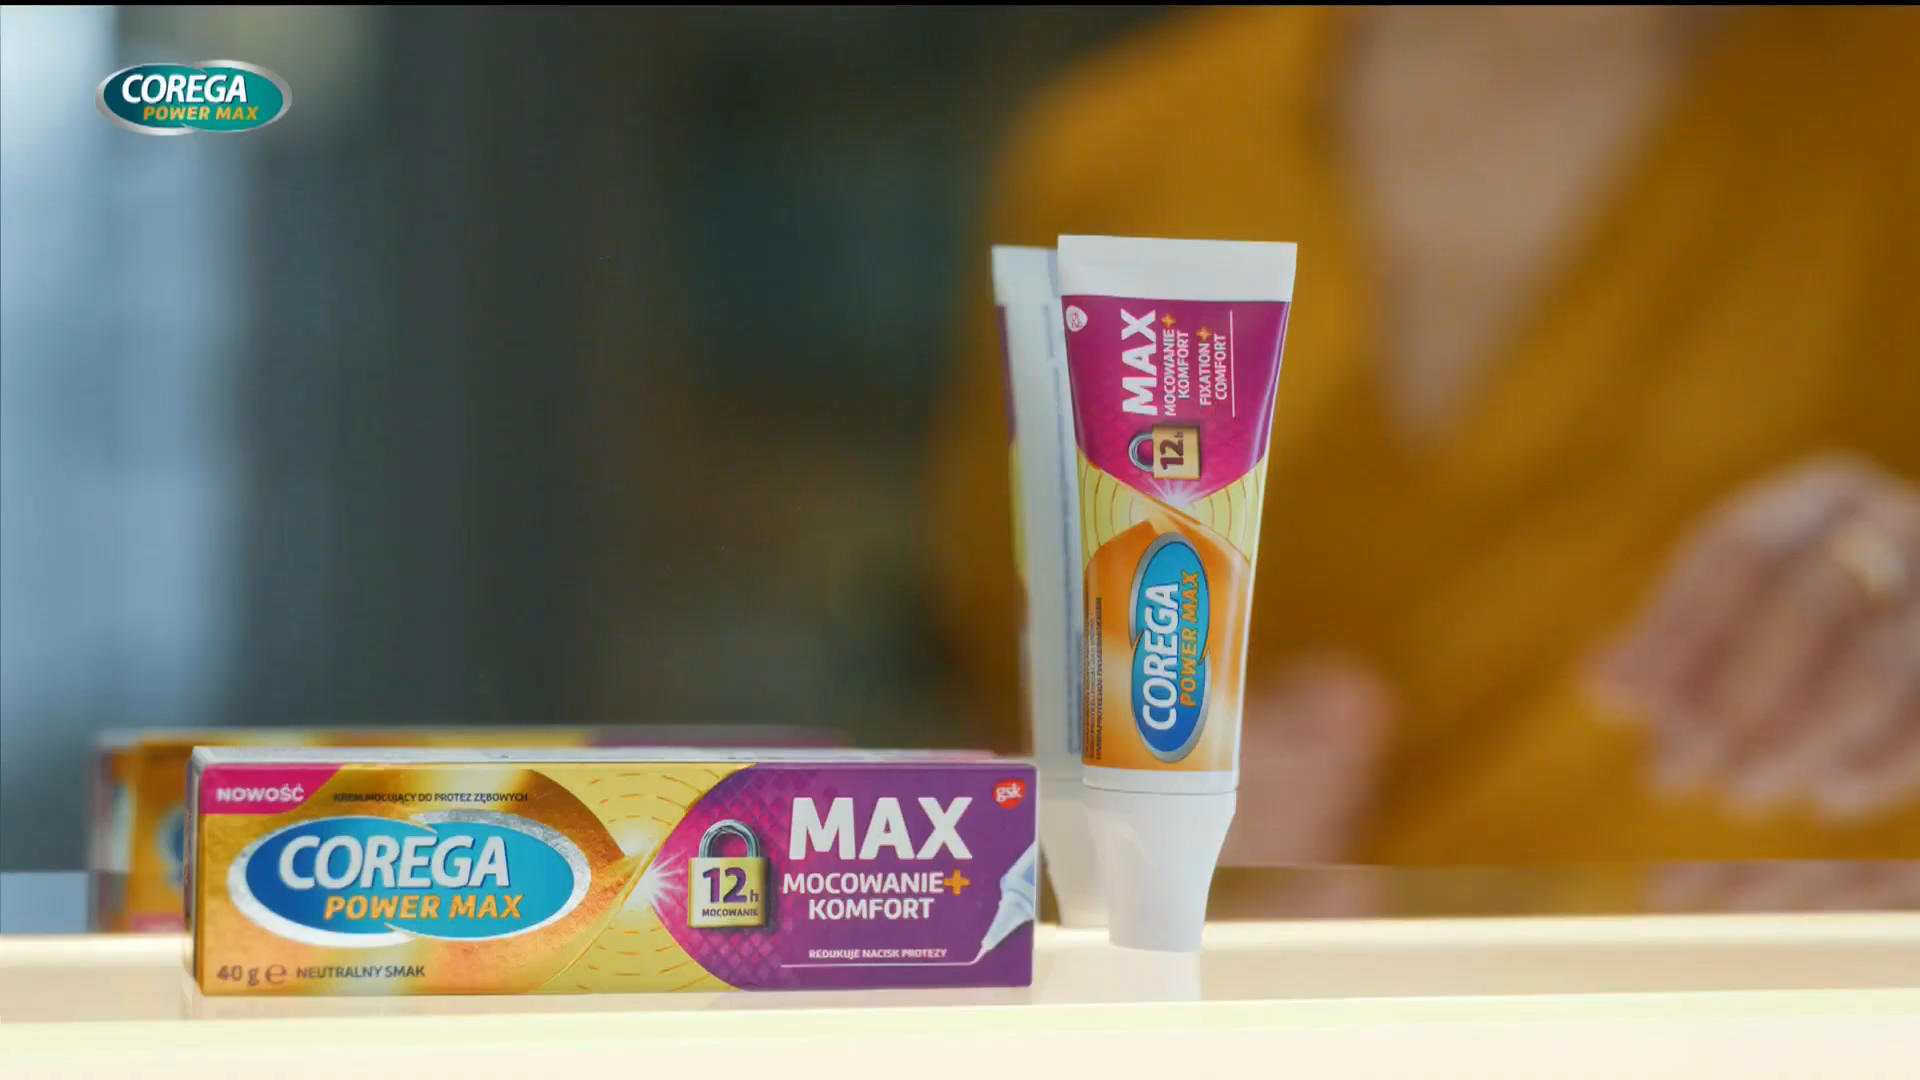 COREGA
POWER MAX
gsk
MAX
MOCOWANIE+
KOMFORT
FIXATION+
COMFORT
12h
COREGA
POWER MAX
NOWOŚĆ
KREM MOCUJĄCY DO PROTEZ ZĘBOWYCH
COREGA
POWER MAX
40 g e NEUTRALNY SMAK
12h
MOCOWANIE
MAX
MOCOWANIE+
KOMFORT
REDUKUJE NACISK PROTEZY
gsk